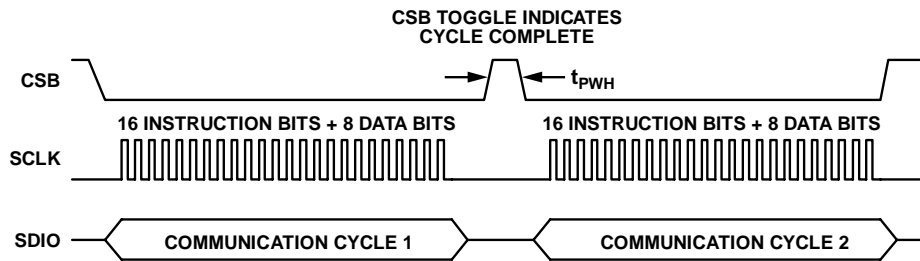 CSB TOGGLE INDICATES
CYCLE COMPLETE
CSB
tPWH
16 INSTRUCTION BITS + 8 DATA BITS
16 INSTRUCTION BITS + 8 DATA BITS
SCLK
SDIO
COMMUNICATION CYCLE 1
COMMUNICATION CYCLE 2